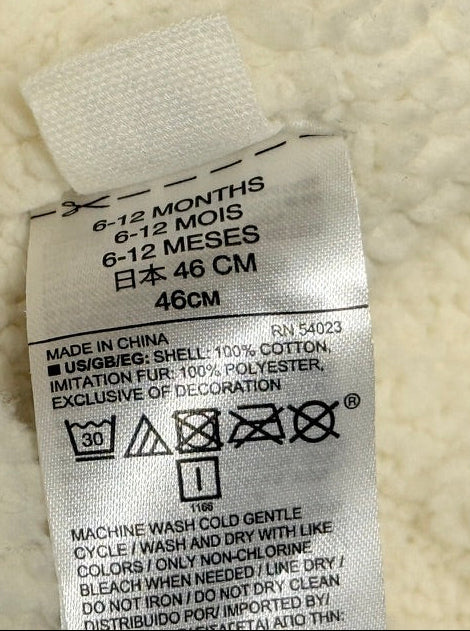 6-12 MONTHS
6-12 MOIS
6-12 MESES
日本 46 CM
46CM
MADE IN CHINA RN 54023
■ US/GB/EG: SHELL: 100% COTTON,
IMITATION FUR: 100% POLYESTER,
EXCLUSIVE OF DECORATION
30 ®
1166
MACHINE WASH COLD GENTLE
CYCLE / WASH AND DRY WITH LIKE
COLORS / ONLY NON-CHLORINE
BLEACH WHEN NEEDED / LINE DRY /
DO NOT IRON / DO NOT DRY CLEAN
DISTRIBUIDO POR/ IMPORTED BY/
ΕΙΣΑΓΕΤΑΙ ΑΠΟ ΤΗΝ: